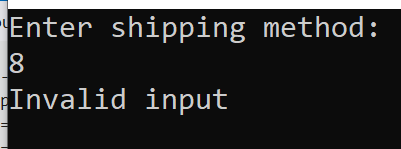 Enter shipping method:
8
Invalid input